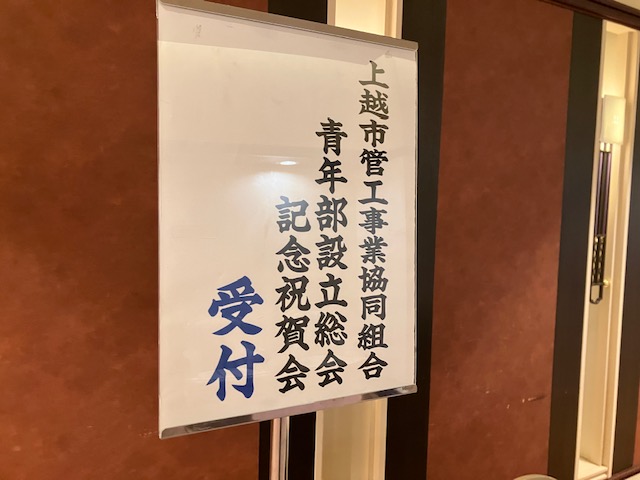 上越市管工事業協同組合
青年部設立総会
記念祝賀会
受付